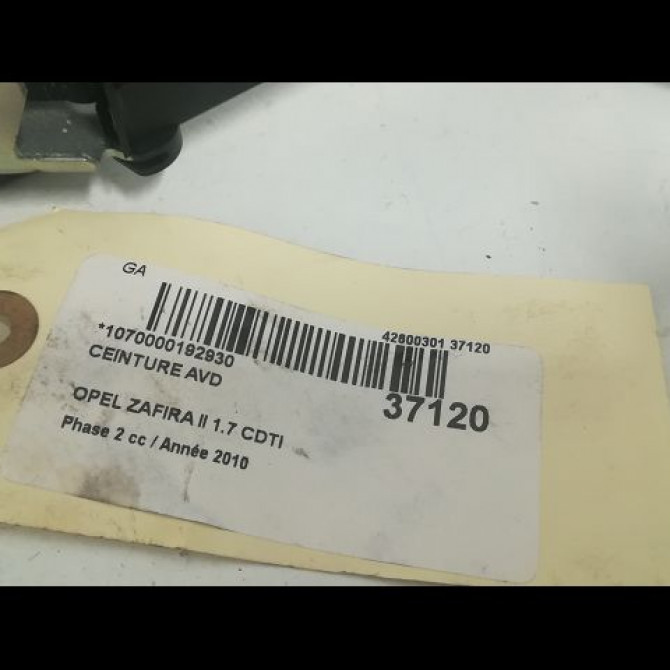 GA
42800301 37120
*1070000192930
CEINTURE AVD
37120
OPEL ZAFIRA II 1.7 CDTI
Phase 2 cc / Année 2010